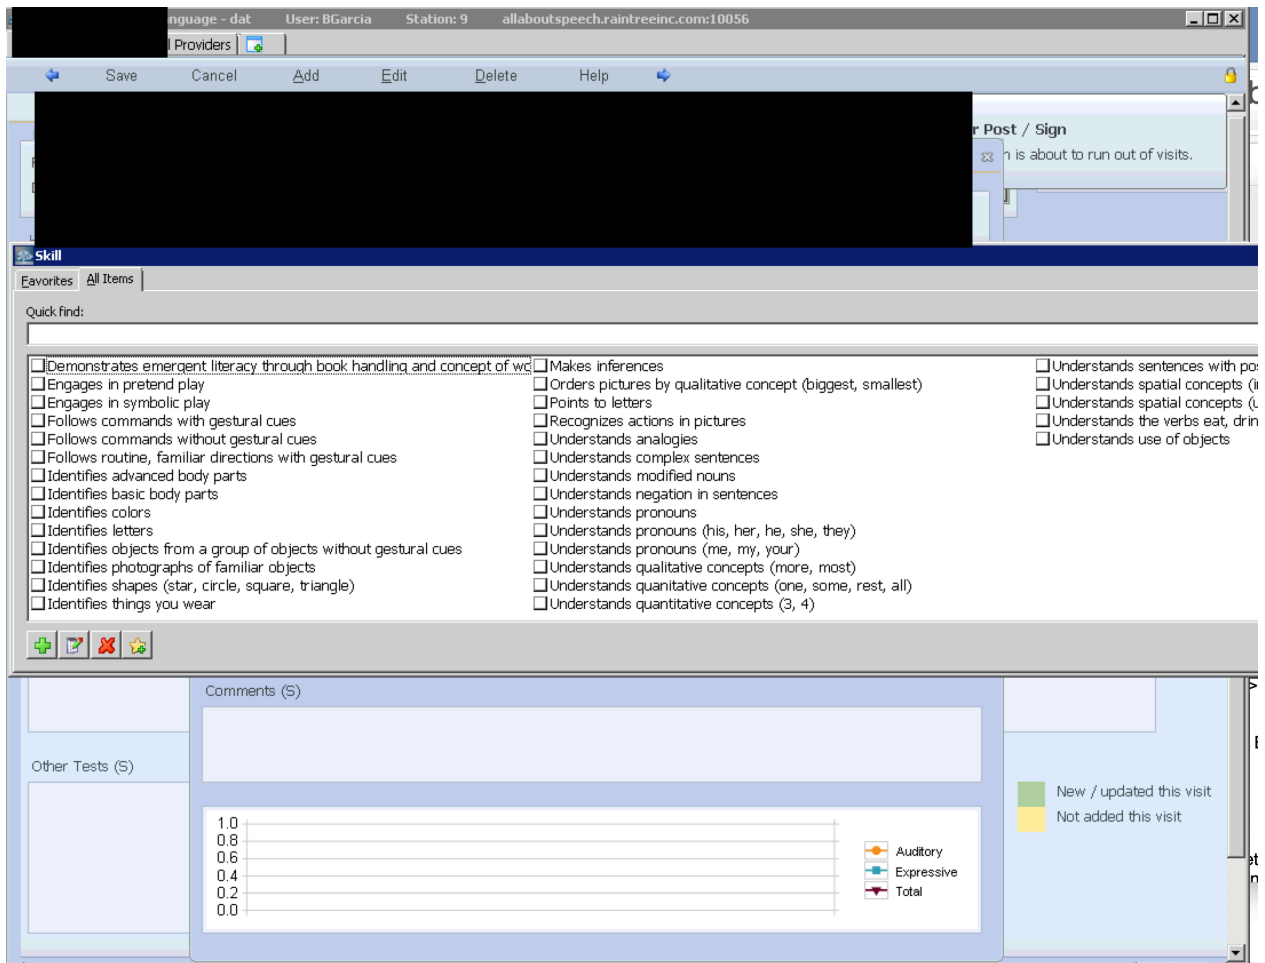 nguage - dat User: BGarcia Station: 9 allaboutspeech.raintreeinc.com:10056
l Providers
Save Cancel Add Edit Delete Help
r Post / Sign
n is about to run out of visits.
Skill
Favorites All Items
Quick find:
Demonstrates emergent literacy through book handling and concept of wo
Engages in pretend play
Engages in symbolic play
Follows commands with gestural cues
Follows commands without gestural cues
Follows routine, familiar directions with gestural cues
Identifies advanced body parts
Identifies basic body parts
Identifies colors
Identifies letters
Identifies objects from a group of objects without gestural cues
Identifies photographs of familiar objects
Identifies shapes (star, circle, square, triangle)
Identifies things you wear
Makes inferences
Orders pictures by qualitative concept (biggest, smallest)
Points to letters
Recognizes actions in pictures
Understands analogies
Understands complex sentences
Understands modified nouns
Understands negation in sentences
Understands pronouns
Understands pronouns (his, her, he, she, they)
Understands pronouns (me, my, your)
Understands qualitative concepts (more, most)
Understands quanitative concepts (one, some, rest, all)
Understands quantitative concepts (3, 4)
Understands sentences with pos
Understands spatial concepts (i
Understands spatial concepts (u
Understands the verbs eat, drin
Understands use of objects
Comments (S)
Other Tests (S)
New / updated this visit
Not added this visit
1.0
0.8
0.6
0.4
0.2
0.0
Auditory
Expressive
Total